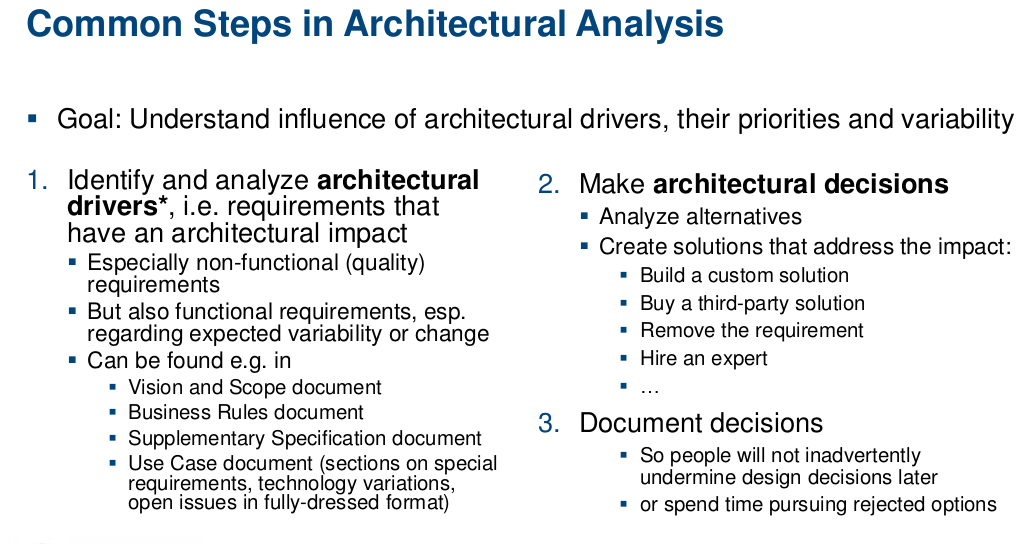 Common Steps in Architectural Analysis
▪ Goal: Understand influence of architectural drivers, their priorities and variability
1. Identify and analyze architectural
drivers*, i.e. requirements that
have an architectural impact
▪ Especially non-functional (quality)
requirements
▪ But also functional requirements, esp.
regarding expected variability or change
▪ Can be found e.g. in
▪ Vision and Scope document
▪ Business Rules document
▪ Supplementary Specification document
▪ Use Case document (sections on special
requirements, technology variations,
open issues in fully-dressed format)
2. Make architectural decisions
▪ Analyze alternatives
▪ Create solutions that address the impact:
▪ Build a custom solution
▪ Buy a third-party solution
▪ Remove the requirement
▪ Hire an expert
▪ …
3. Document decisions
▪ So people will not inadvertently
undermine design decisions later
▪ or spend time pursuing rejected options